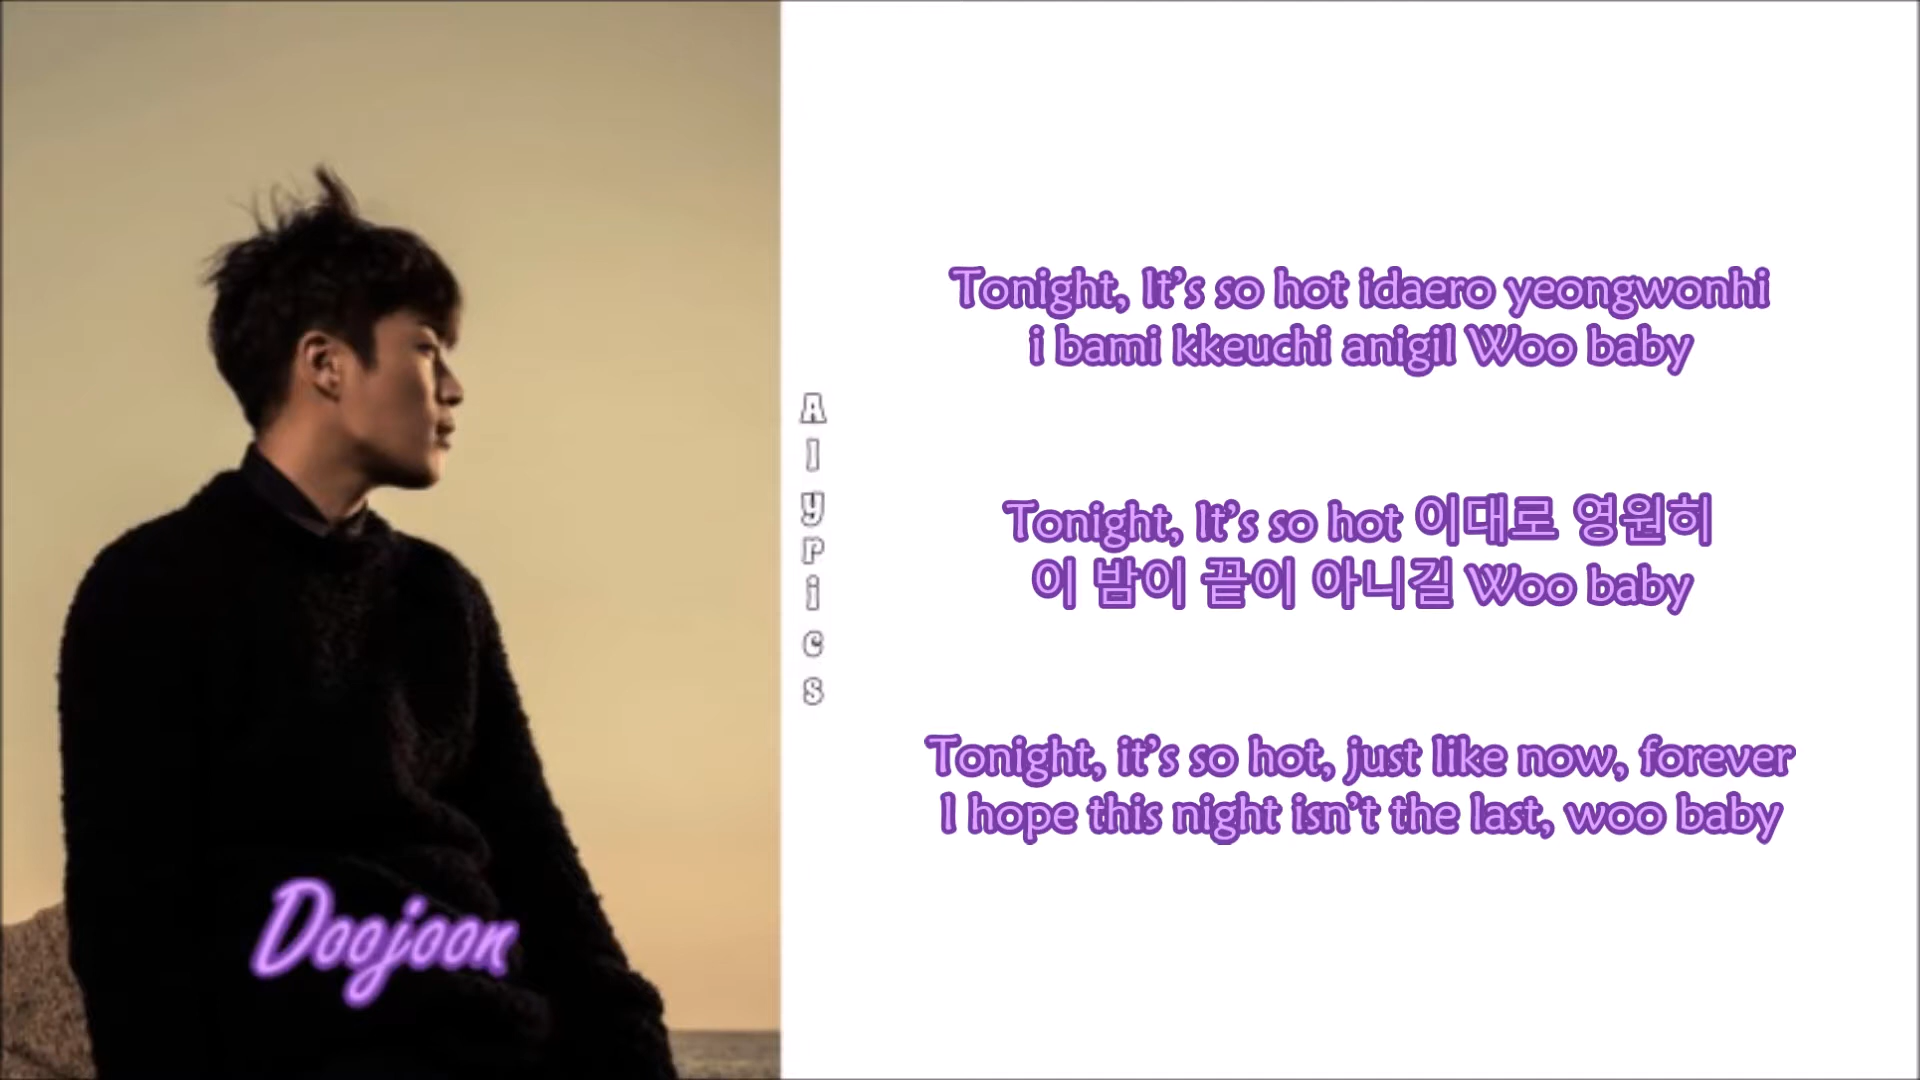 Doojoon
Alyrics
Tonight, It's so hot idaero yeongwonhi
i bami kkeuchi anigil Woo baby
Tonight, It's so hot 이대로 영원히
이 밤이 끝이 아니길 Woo baby
Tonight, it's so hot, just like now, forever
I hope this night isn't the last, woo baby